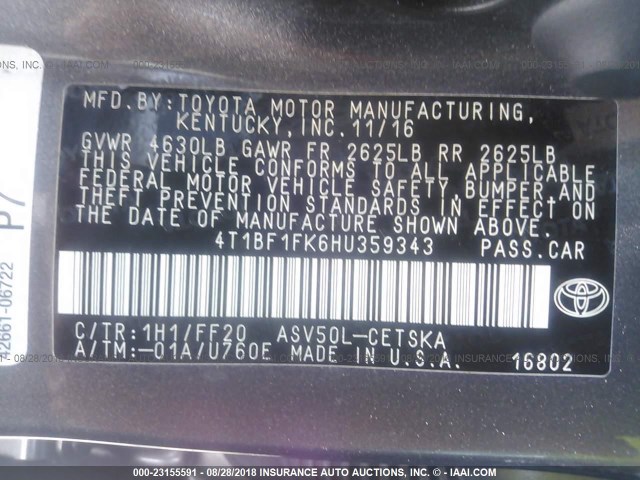 MFD. BY: TOYOTA MOTOR MANUFACTURING,
KENTUCKY, INC. 11/16
GVWR 4630LB GAWR FR 2625LB RR 2625LB
THIS VEHICLE CONFORMS TO ALL APPLICABLE
FEDERAL MOTOR VEHICLE SAFETY, BUMPER AND
THEFT PREVENTION STANDARDS IN EFFECT ON
THE DATE OF MANUFACTURE SHOWN ABOVE.
4T1BF1FK6HU359343 PASS.CAR
C/TR:1H1/FF20 ASV50L-CETSKA
A/TM:-01A/U760E MADE IN U.S.A.
16802
P7
72661-06722
000-23155591 - 08/28/2018 INSURANCE AUTO AUCTIONS, INC. - © - IAAI.COM